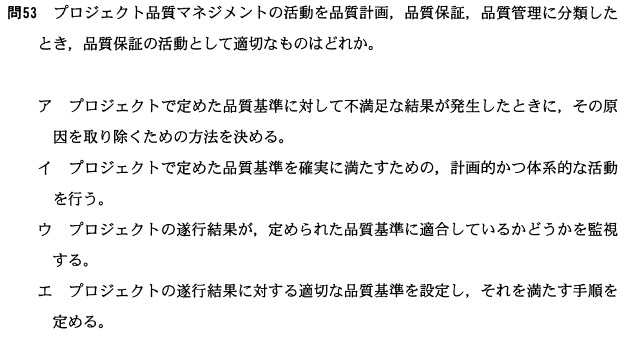 問53　プロジェクト品質マネジメントの活動を品質計画，品質保証，品質管理に分類した
とき，品質保証の活動として適切なものはどれか。
ア　プロジェクトで定めた品質基準に対して不満足な結果が発生したときに，その原
因を取り除くための方法を決める。
イ　プロジェクトで定めた品質基準を確実に満たすための，計画的かつ体系的な活動
を行う。
ウ　プロジェクトの遂行結果が，定められた品質基準に適合しているかどうかを監視
する。
エ　プロジェクトの遂行結果に対する適切な品質基準を設定し，それを満たす手順を
定める。